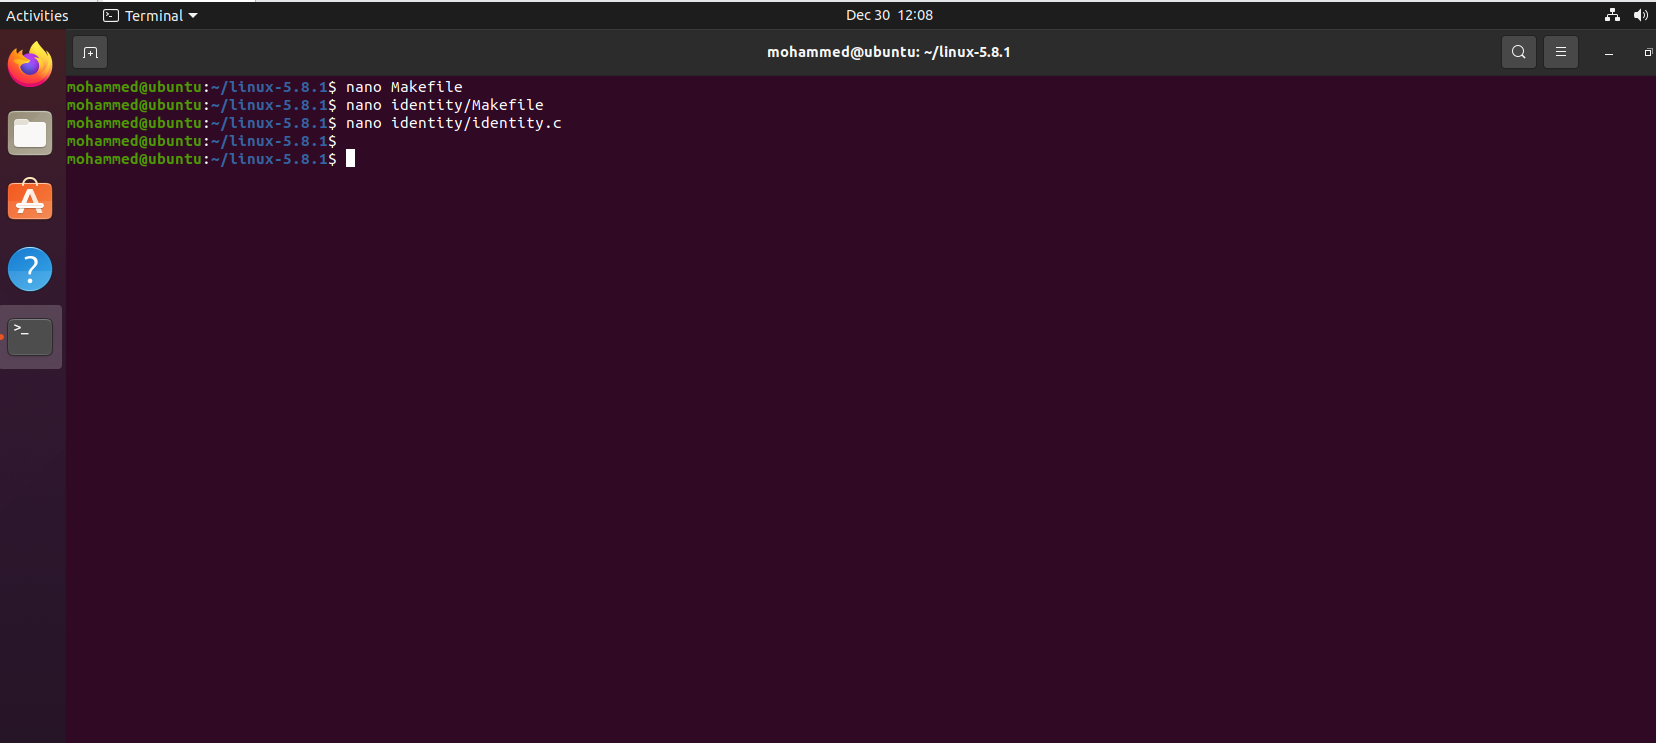 Activities
Terminal
Dec 30 12:08
mohammed@ubuntu: ~/linux-5.8.1
mohammed@ubuntu:~/linux-5.8.1$ nano Makefile
mohammed@ubuntu:~/linux-5.8.1$ nano identity/Makefile
mohammed@ubuntu:~/linux-5.8.1$ nano identity/identity.c
mohammed@ubuntu:~/linux-5.8.1$
mohammed@ubuntu:~/linux-5.8.1$